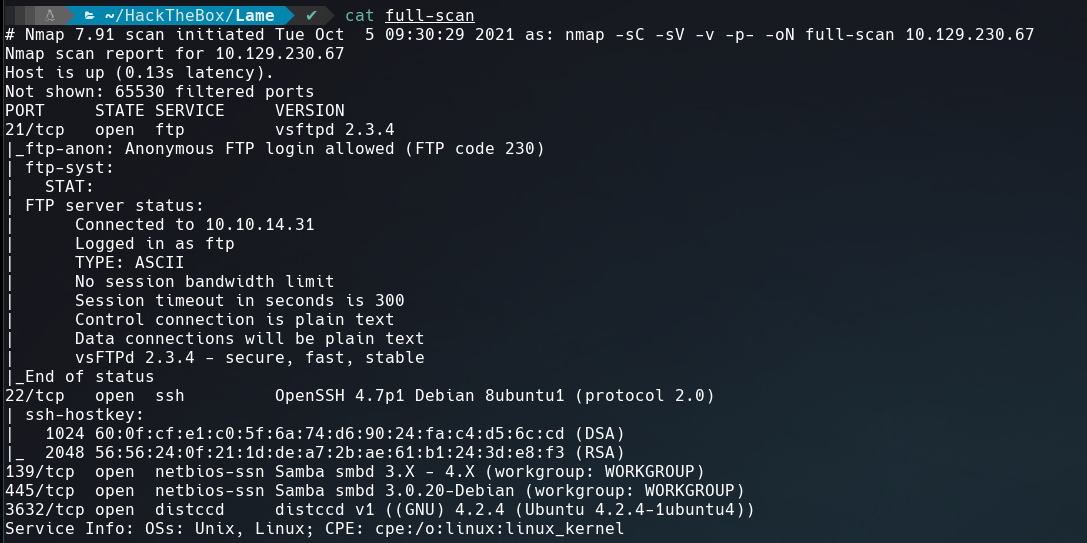 ~/HackTheBox/Lame ✔ cat full-scan
# Nmap 7.91 scan initiated Tue Oct  5 09:30:29 2021 as: nmap -sC -sV -v -p- -oN full-scan 10.129.230.67
Nmap scan report for 10.129.230.67
Host is up (0.13s latency).
Not shown: 65530 filtered ports
PORT     STATE SERVICE     VERSION
21/tcp   open  ftp         vsftpd 2.3.4
|_ftp-anon: Anonymous FTP login allowed (FTP code 230)
| ftp-syst:
|   STAT:
| FTP server status:
|      Connected to 10.10.14.31
|      Logged in as ftp
|      TYPE: ASCII
|      No session bandwidth limit
|      Session timeout in seconds is 300
|      Control connection is plain text
|      Data connections will be plain text
|      vsFTPd 2.3.4 - secure, fast, stable
|_End of status
22/tcp   open  ssh         OpenSSH 4.7p1 Debian 8ubuntu1 (protocol 2.0)
| ssh-hostkey:
|   1024 60:0f:cf:e1:c0:5f:6a:74:d6:90:24:fa:c4:d5:6c:cd (DSA)
|_  2048 56:56:24:0f:21:1d:de:a7:2b:ae:61:b1:24:3d:e8:f3 (RSA)
139/tcp  open  netbios-ssn Samba smbd 3.X - 4.X (workgroup: WORKGROUP)
445/tcp  open  netbios-ssn Samba smbd 3.0.20-Debian (workgroup: WORKGROUP)
3632/tcp open  distccd     distccd v1 ((GNU) 4.2.4 (Ubuntu 4.2.4-1ubuntu4))
Service Info: OSs: Unix, Linux; CPE: cpe:/o:linux:linux_kernel